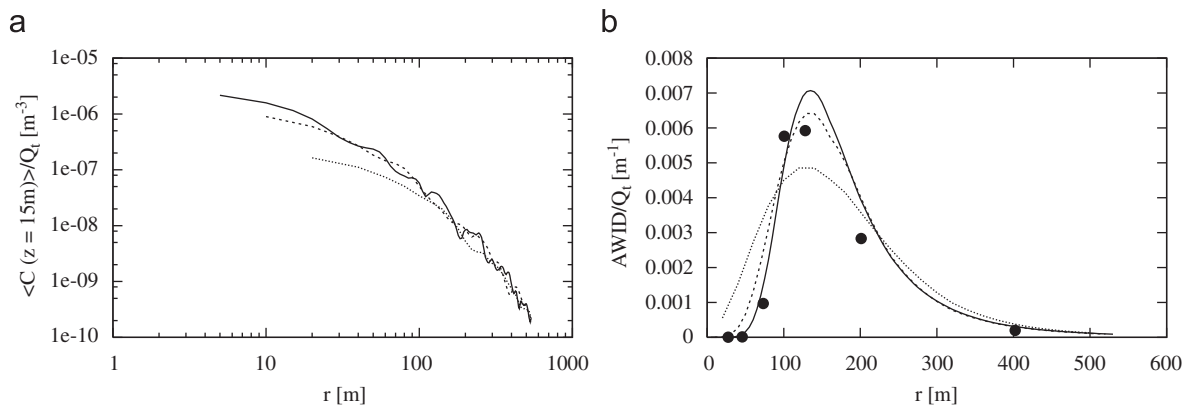 a
1e-05
1e-06
1e-07
1e-08
1e-09
1e-10
<C (z = 15m)>/Qt [m-3]
1 10 100 1000
r [m]
b
0.008
0.007
0.006
0.005
0.004
0.003
0.002
0.001
0
AWID/Qt [m-1]
0 100 200 300 400 500 600
r [m]